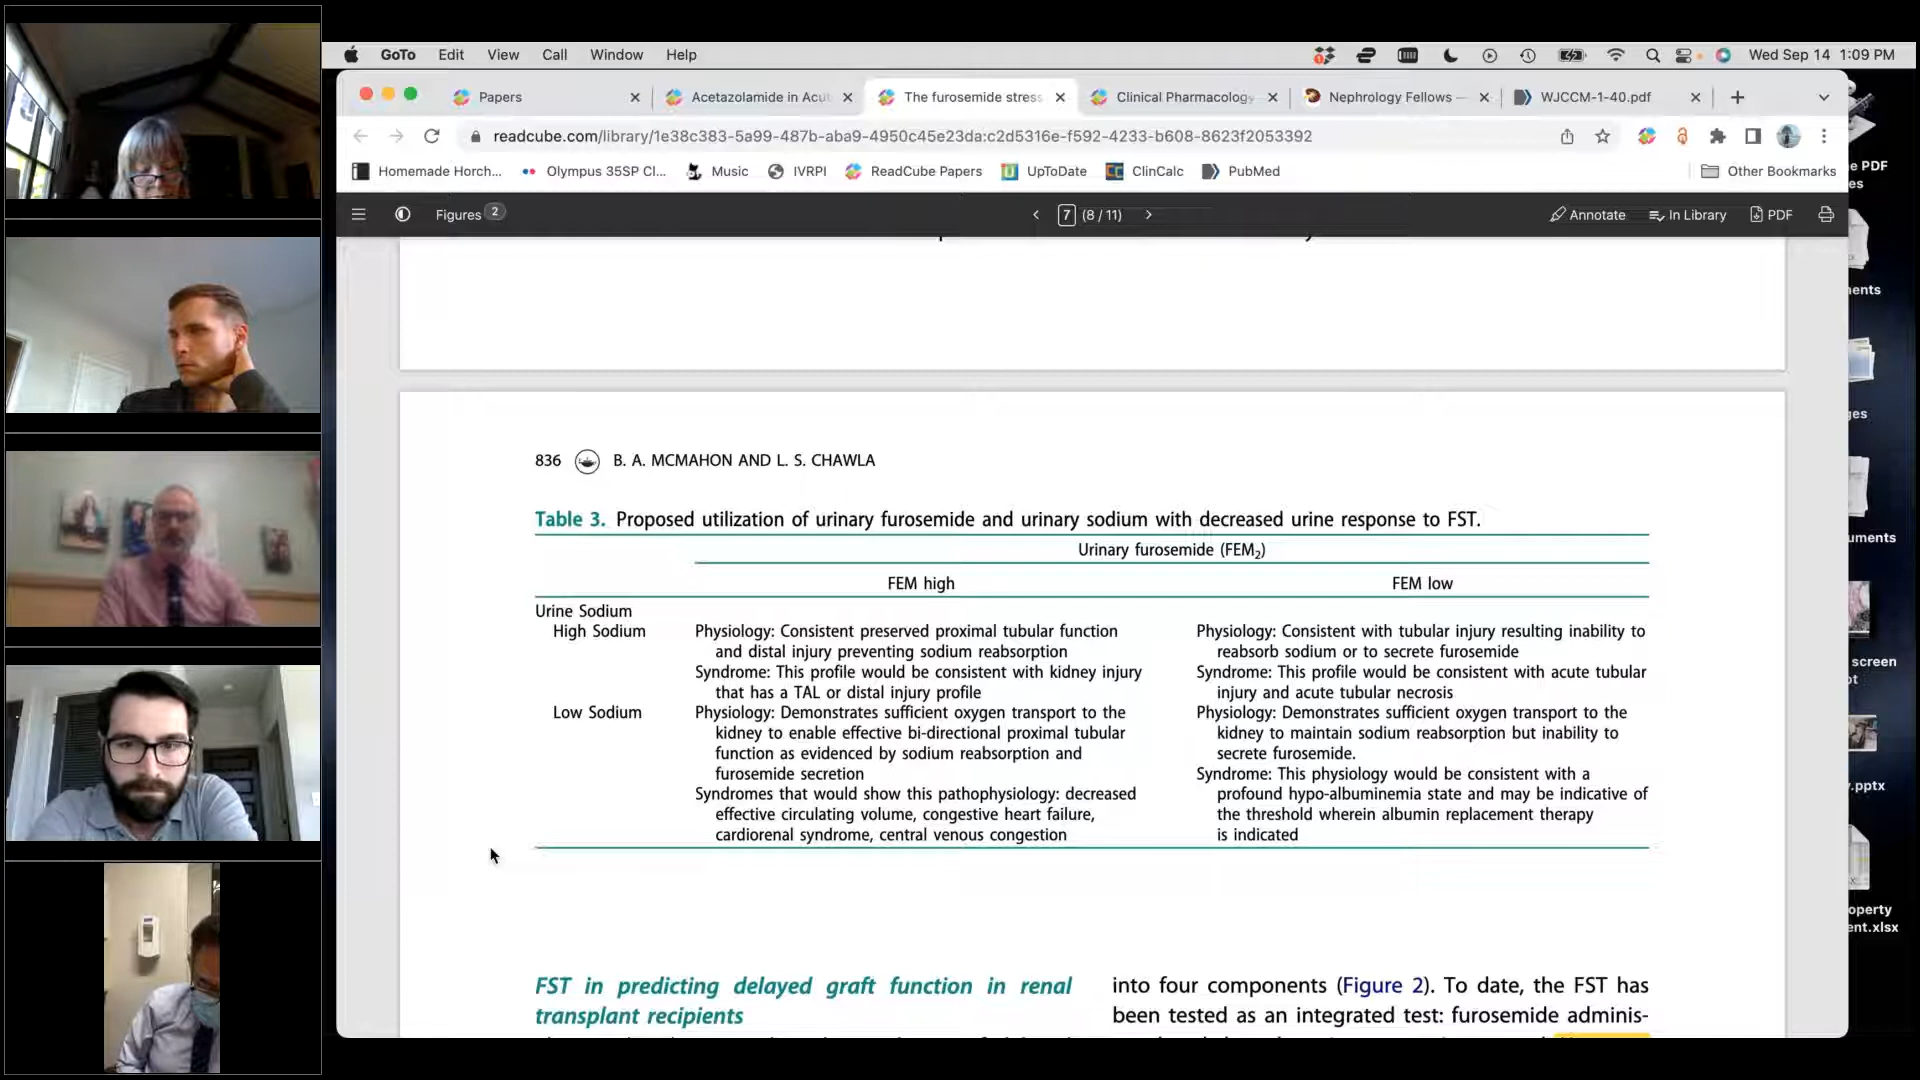 GoTo Edit View Call Window Help Wed Sep 14 1:09 PM
Papers Acetazolamide in Acut The furosemide stress Clinical Pharmacology Nephrology Fellows — WJCCM-1-40.pdf
readcube.com/library/1e38c383-5a99-487b-aba9-4950c45e23da:c2d5316e-f592-4233-b608-8623f2053392
Homemade Horch... Olympus 35SP Cl... Music IVRPI ReadCube Papers UpToDate ClinCalc PubMed Other Bookmarks
Figures 2 7 (8 / 11) Annotate In Library PDF
836 B. A. MCMAHON AND L. S. CHAWLA
Table 3. Proposed utilization of urinary furosemide and urinary sodium with decreased urine response to FST.
Urinary furosemide (FEM2)
FEM high FEM low
Urine Sodium
High Sodium
Physiology: Consistent preserved proximal tubular function
and distal injury preventing sodium reabsorption
Syndrome: This profile would be consistent with kidney injury
that has a TAL or distal injury profile
Physiology: Consistent with tubular injury resulting inability to
reabsorb sodium or to secrete furosemide
Syndrome: This profile would be consistent with acute tubular
injury and acute tubular necrosis
Low Sodium
Physiology: Demonstrates sufficient oxygen transport to the
kidney to enable effective bi-directional proximal tubular
function as evidenced by sodium reabsorption and
furosemide secretion
Syndromes that would show this pathophysiology: decreased
effective circulating volume, congestive heart failure,
cardiorenal syndrome, central venous congestion
Physiology: Demonstrates sufficient oxygen transport to the
kidney to maintain sodium reabsorption but inability to
secrete furosemide.
Syndrome: This physiology would be consistent with a
profound hypo-albuminemia state and may be indicative of
the threshold wherein albumin replacement therapy
is indicated
FST in predicting delayed graft function in renal
transplant recipients
into four components (Figure 2). To date, the FST has
been tested as an integrated test: furosemide adminis-
e PDF
es
ents
ges
uments
screen
ot
.pptx
operty
ent.xlsx